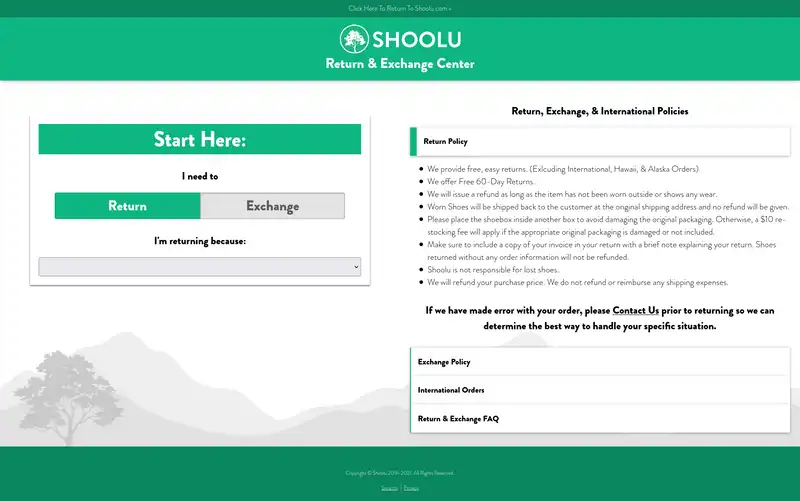 Click Here To Return To Shoolu.com »
SHOOLU
Return & Exchange Center
Start Here:
I need to
Return
Exchange
I'm returning because:
Return, Exchange, & International Policies
Return Policy
We provide free, easy returns. (Exlcuding International, Hawaii, & Alaska Orders)
We offer Free 60-Day Returns.
We will issue a refund as long as the item has not been worn outside or shows any wear.
Worn Shoes will be shipped back to the customer at the original shipping address and no refund will be given.
Please place the shoebox inside another box to avoid damaging the original packaging. Otherwise, a $10 re-
stocking fee will apply if the appropriate original packaging is damaged or not included.
Make sure to include a copy of your invoice in your return with a brief note explaining your return. Shoes
returned without any order information will not be refunded.
Shoolu is not responsible for lost shoes.
We will refund your purchase price. We do not refund or reimburse any shipping expenses.
If we have made error with your order, please Contact Us prior to returning so we can
determine the best way to handle your specific situation.
Exchange Policy
International Orders
Return & Exchange FAQ
Copyright © Shoolu 2019-2021. All Rights Reserved.
Security | Privacy